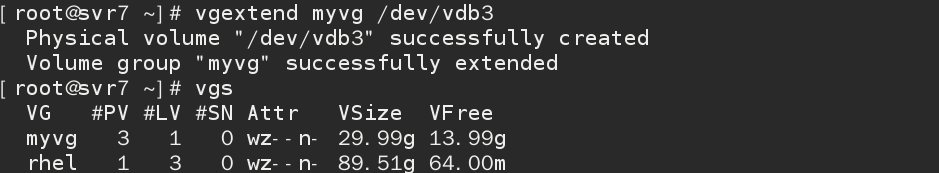 [root@svr7 ~]# vgextend myvg /dev/vdb3
Physical volume "/dev/vdb3" successfully created
Volume group "myvg" successfully extended
[root@svr7 ~]# vgs
VG #PV #LV #SN Attr VSize VFree
myvg 3 1 0 wz--n- 29.99g 13.99g
rhel 1 3 0 wz--n- 89.51g 64.00m